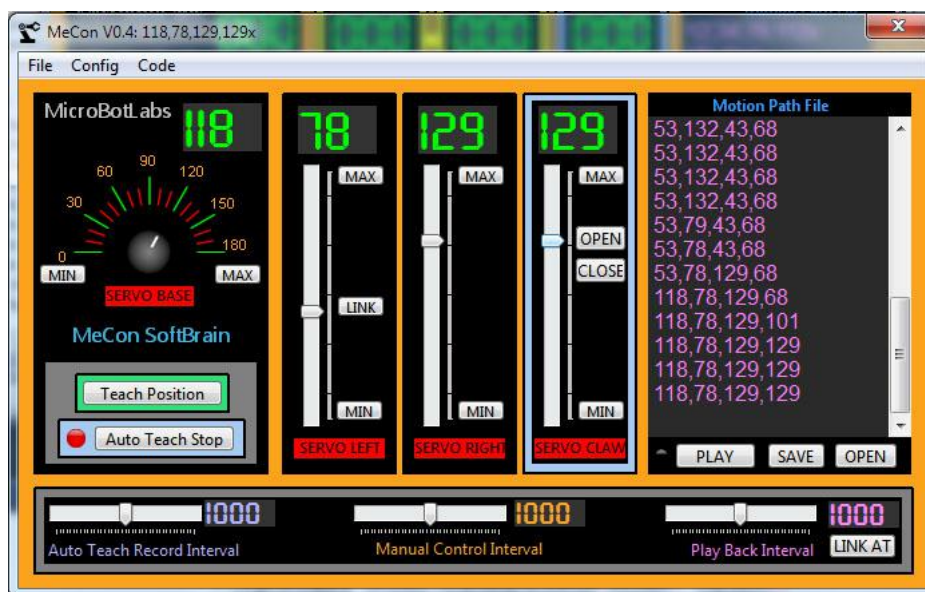 MeCon V0.4: 118,78,129,129x
File Config Code
MicroBotLabs
118
0
30
60
90
120
150
180
MIN
MAX
SERVO BASE
MeCon SoftBrain
Teach Position
Auto Teach Stop
78
MAX
LINK
MIN
SERVO LEFT
129
MAX
MIN
SERVO RIGHT
129
MAX
OPEN
CLOSE
MIN
SERVO CLAW
Motion Path File
53,132,43,68
53,132,43,68
53,132,43,68
53,132,43,68
53,79,43,68
53,78,43,68
53,78,129,68
118,78,129,68
118,78,129,101
118,78,129,129
118,78,129,129
118,78,129,129
PLAY SAVE OPEN
1000
Auto Teach Record Interval
1000
Manual Control Interval
1000
Play Back Interval
LINK AT